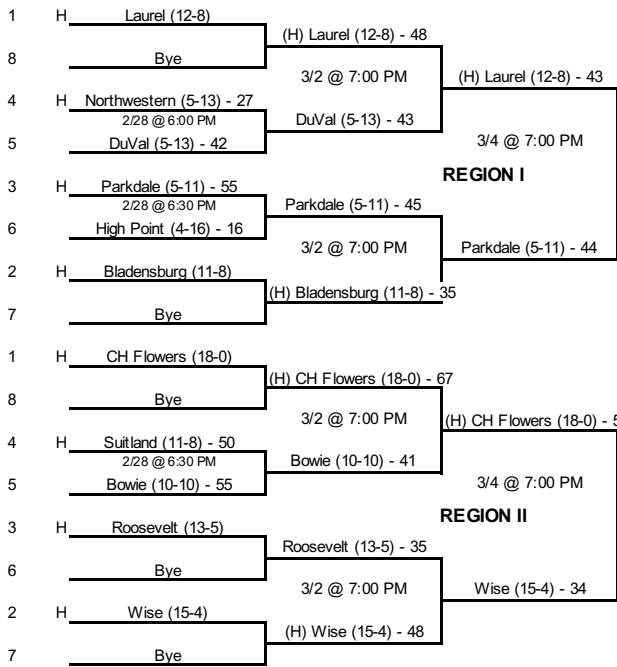 1 H Laurel (12-8)
(H) Laurel (12-8) - 48
8 Bye
3/2 @ 7:00 PM
(H) Laurel (12-8) - 43
4 H Northwestern (5-13) - 27
2/28 @ 6:00 PM
DuVal (5-13) - 43
5 DuVal (5-13) - 42
3/4 @ 7:00 PM
REGION I
3 H Parkdale (5-11) - 55
2/28 @ 6:30 PM
Parkdale (5-11) - 45
6 High Point (4-16) - 16
3/2 @ 7:00 PM
Parkdale (5-11) - 44
2 H Bladensburg (11-8)
(H) Bladensburg (11-8) - 35
7 Bye
1 H CH Flowers (18-0)
(H) CH Flowers (18-0) - 67
8 Bye
3/2 @ 7:00 PM
(H) CH Flowers (18-0) - 5
4 H Suitland (11-8) - 50
2/28 @ 6:30 PM
Bowie (10-10) - 41
5 Bowie (10-10) - 55
3/4 @ 7:00 PM
REGION II
3 H Roosevelt (13-5)
Roosevelt (13-5) - 35
6 Bye
3/2 @ 7:00 PM
Wise (15-4) - 34
2 H Wise (15-4)
(H) Wise (15-4) - 48
7 Bye